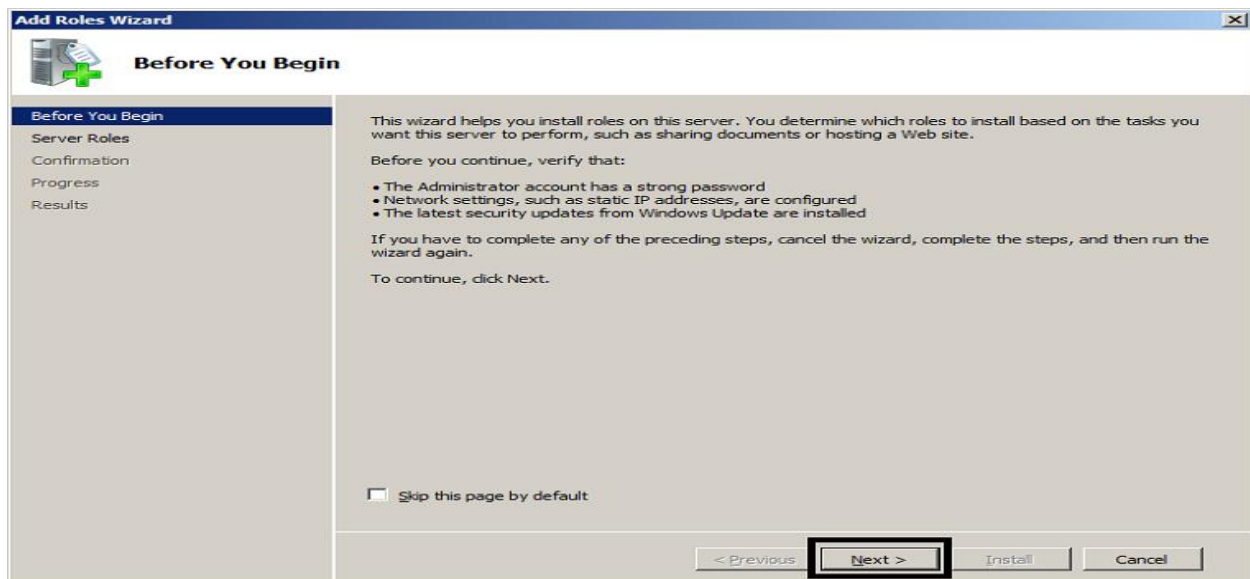 Add Roles Wizard
Before You Begin
Before You Begin
Server Roles
Confirmation
Progress
Results
This wizard helps you install roles on this server. You determine which roles to install based on the tasks you
want this server to perform, such as sharing documents or hosting a Web site.
Before you continue, verify that:
• The Administrator account has a strong password
• Network settings, such as static IP addresses, are configured
• The latest security updates from Windows Update are installed
If you have to complete any of the preceding steps, cancel the wizard, complete the steps, and then run the
wizard again.
To continue, click Next.
Skip this page by default
< Previous Next > Install Cancel